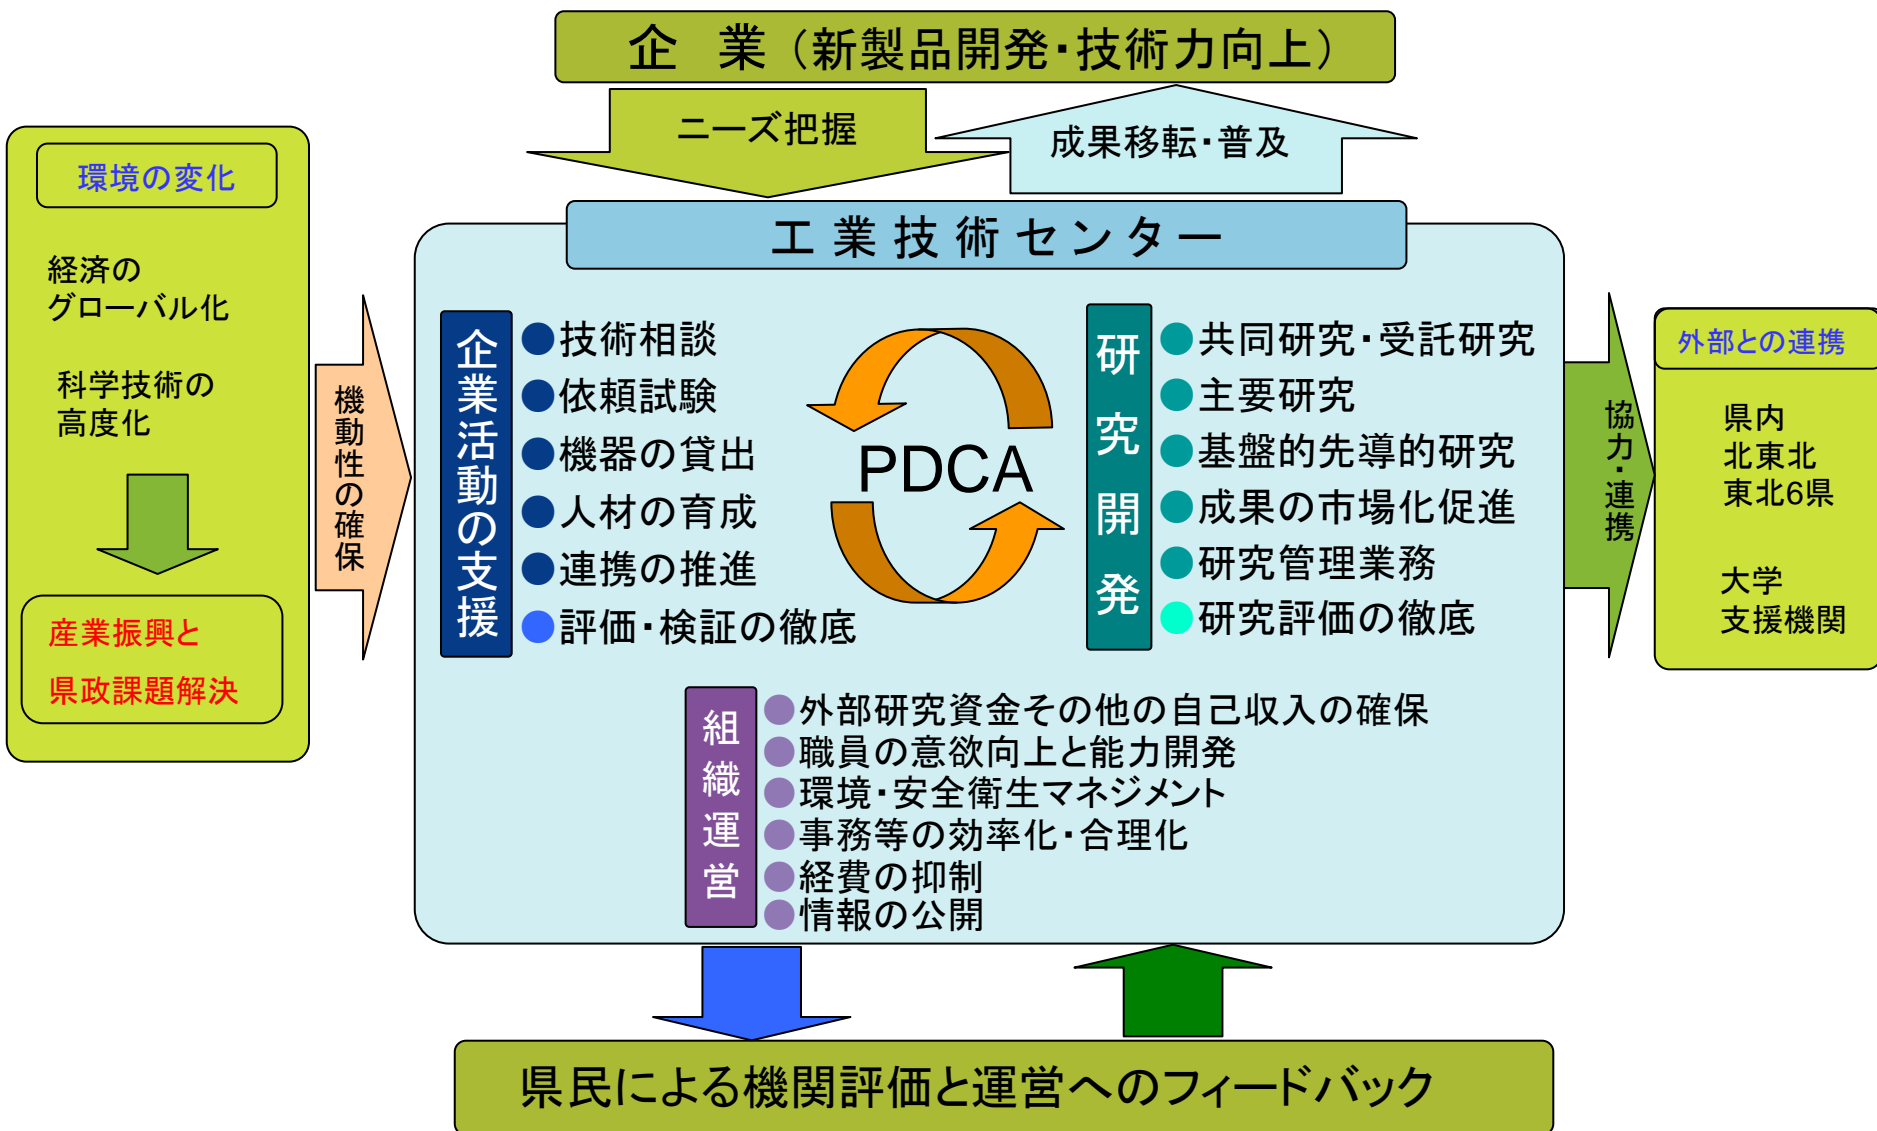 企　業（新製品開発・技術力向上）
ニーズ把握
成果移転・普及
環境の変化
経済の
グローバル化
科学技術の
高度化
産業振興と
県政課題解決
機動性の確保
工業技術センター
企業活動の支援
●技術相談
●依頼試験
●機器の貸出
●人材の育成
●連携の推進
●評価・検証の徹底
PDCA
研究開発
●共同研究・受託研究
●主要研究
●基盤的先導的研究
●成果の市場化促進
●研究管理業務
●研究評価の徹底
組織運営
●外部研究資金その他の自己収入の確保
●職員の意欲向上と能力開発
●環境・安全衛生マネジメント
●事務等の効率化・合理化
●経費の抑制
●情報の公開
協力・連携
外部との連携
県内
北東北
東北6県
大学
支援機関
県民による機関評価と運営へのフィードバック